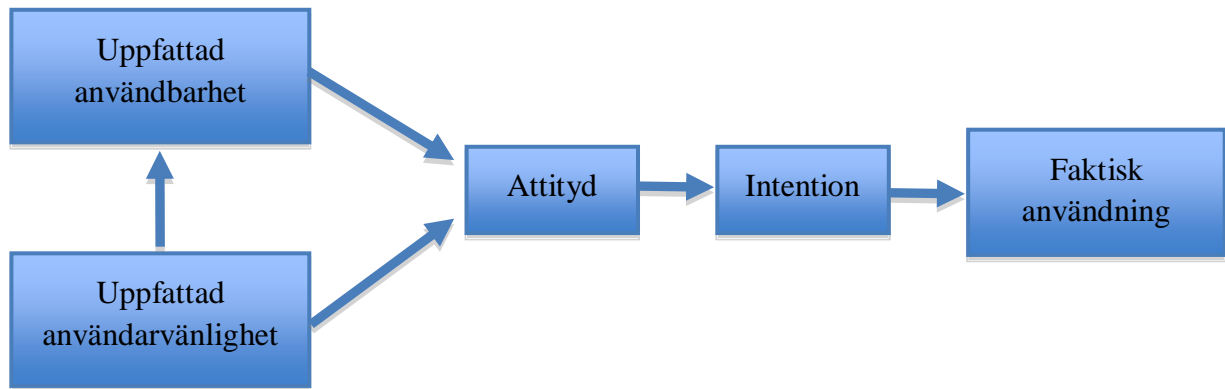 Uppfattad
användbarhet
Uppfattad
användarvänlighet
Attityd
Intention
Faktisk
användning